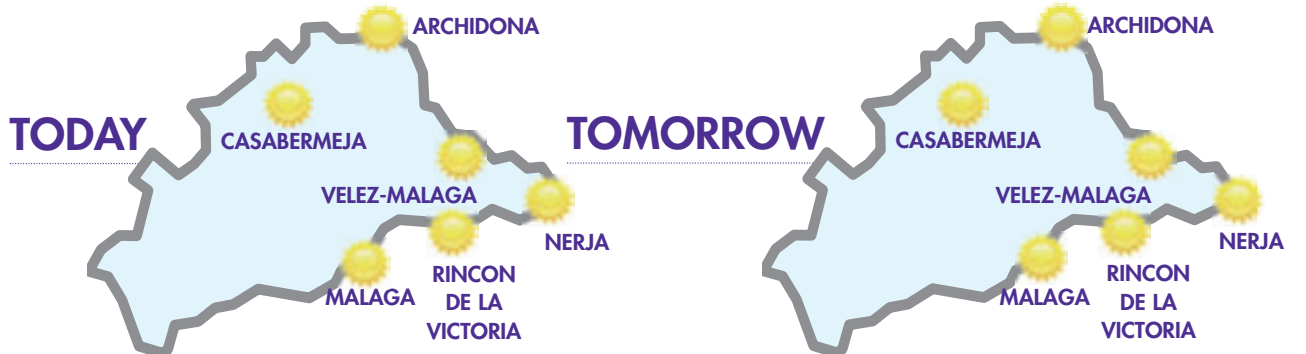 TODAY
ARCHIDONA
CASABERMEJA
VELEZ-MALAGA
NERJA
MALAGA
RINCON
DE LA
VICTORIA
TOMORROW
ARCHIDONA
CASABERMEJA
VELEZ-MALAGA
NERJA
MALAGA
RINCON
DE LA
VICTORIA